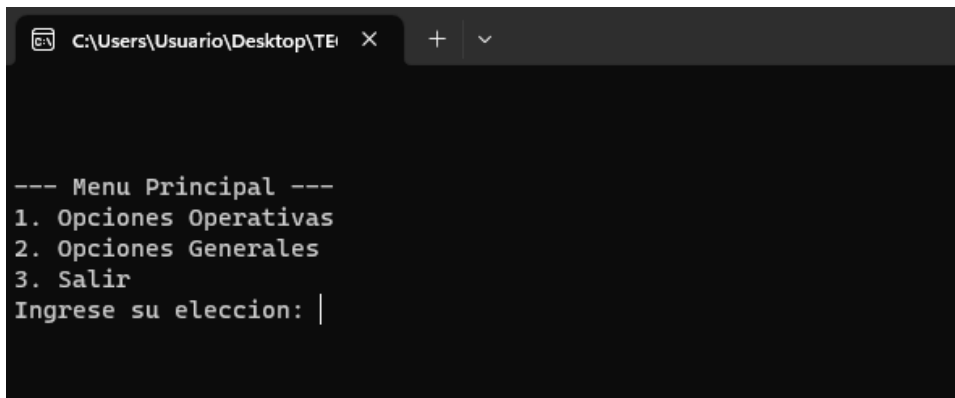 C:\Users\Usuario\Desktop\TE
--- Menu Principal ---
1. Opciones Operativas
2. Opciones Generales
3. Salir
Ingrese su eleccion: